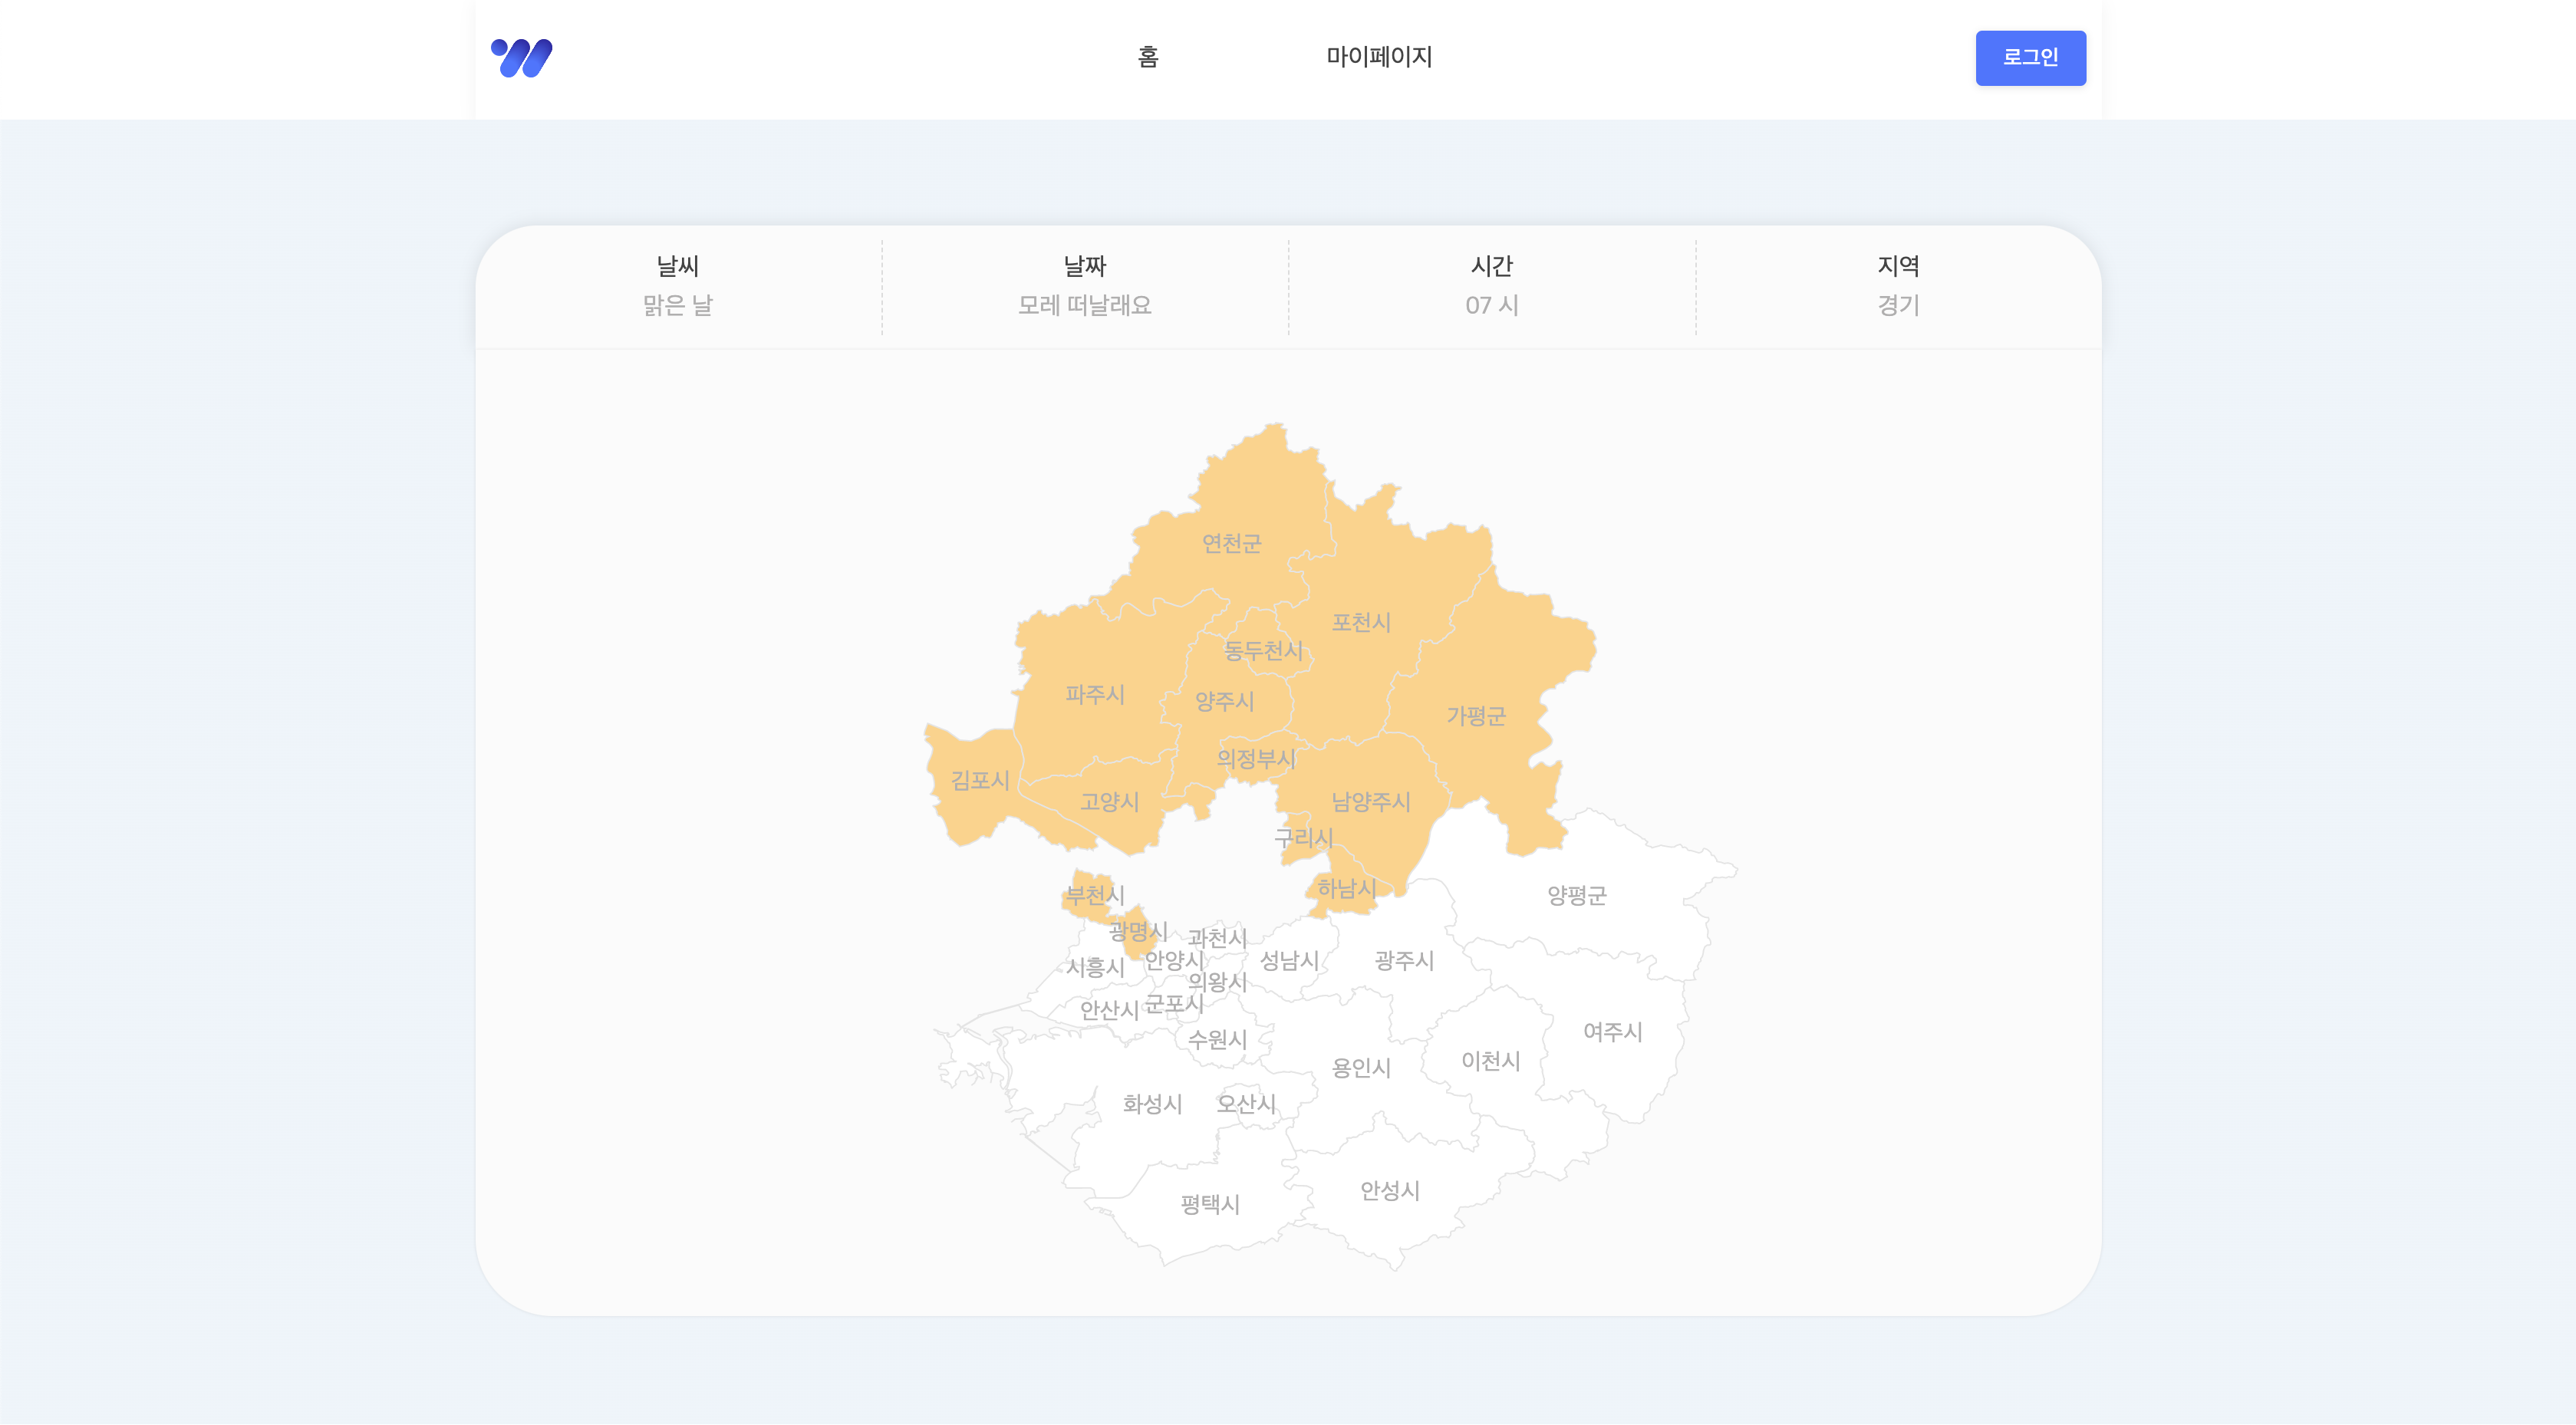 홈
마이페이지
로그인
날씨
맑은 날
날짜
모레 떠날래요
시간
07 시
지역
경기
연천군
포천시
동두천시
파주시
양주시
가평군
의정부시
김포시
고양시
남양주시
구리시
하남시
부천시
양평군
광명시
과천시
시흥시
안양시
성남시
광주시
의왕시
안산시
군포시
수원시
여주시
용인시
이천시
화성시
오산시
평택시
안성시